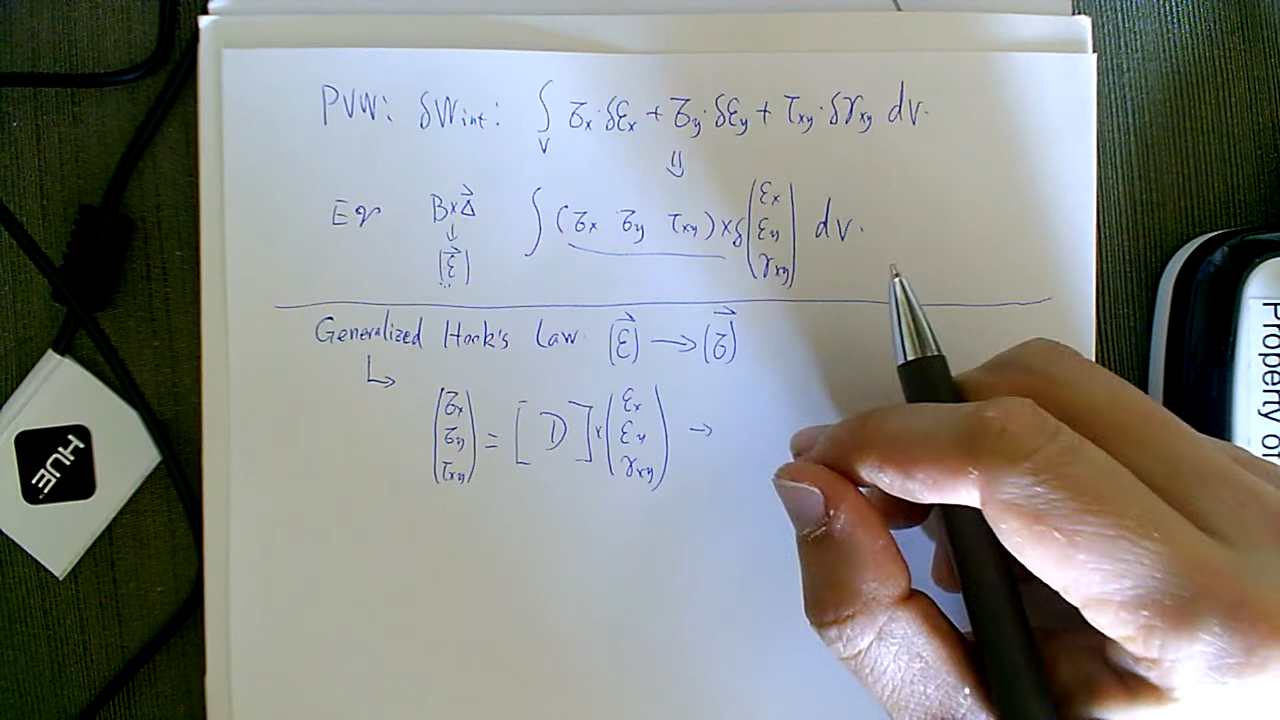 PVW: δWint: ∫V σx·δεx + σy·δεy + τxy·δγxy dv.
⇓
Eq B×Δ⃗ ∫ (σx σy τxy) × δ(εx εy γxy) dv.
↓
(ε⃗)
Generalized Hook's Law: (ε⃗) → (σ⃗)
(σx σy τxy) = [D] × (εx εy γxy) →
HUE
Property of